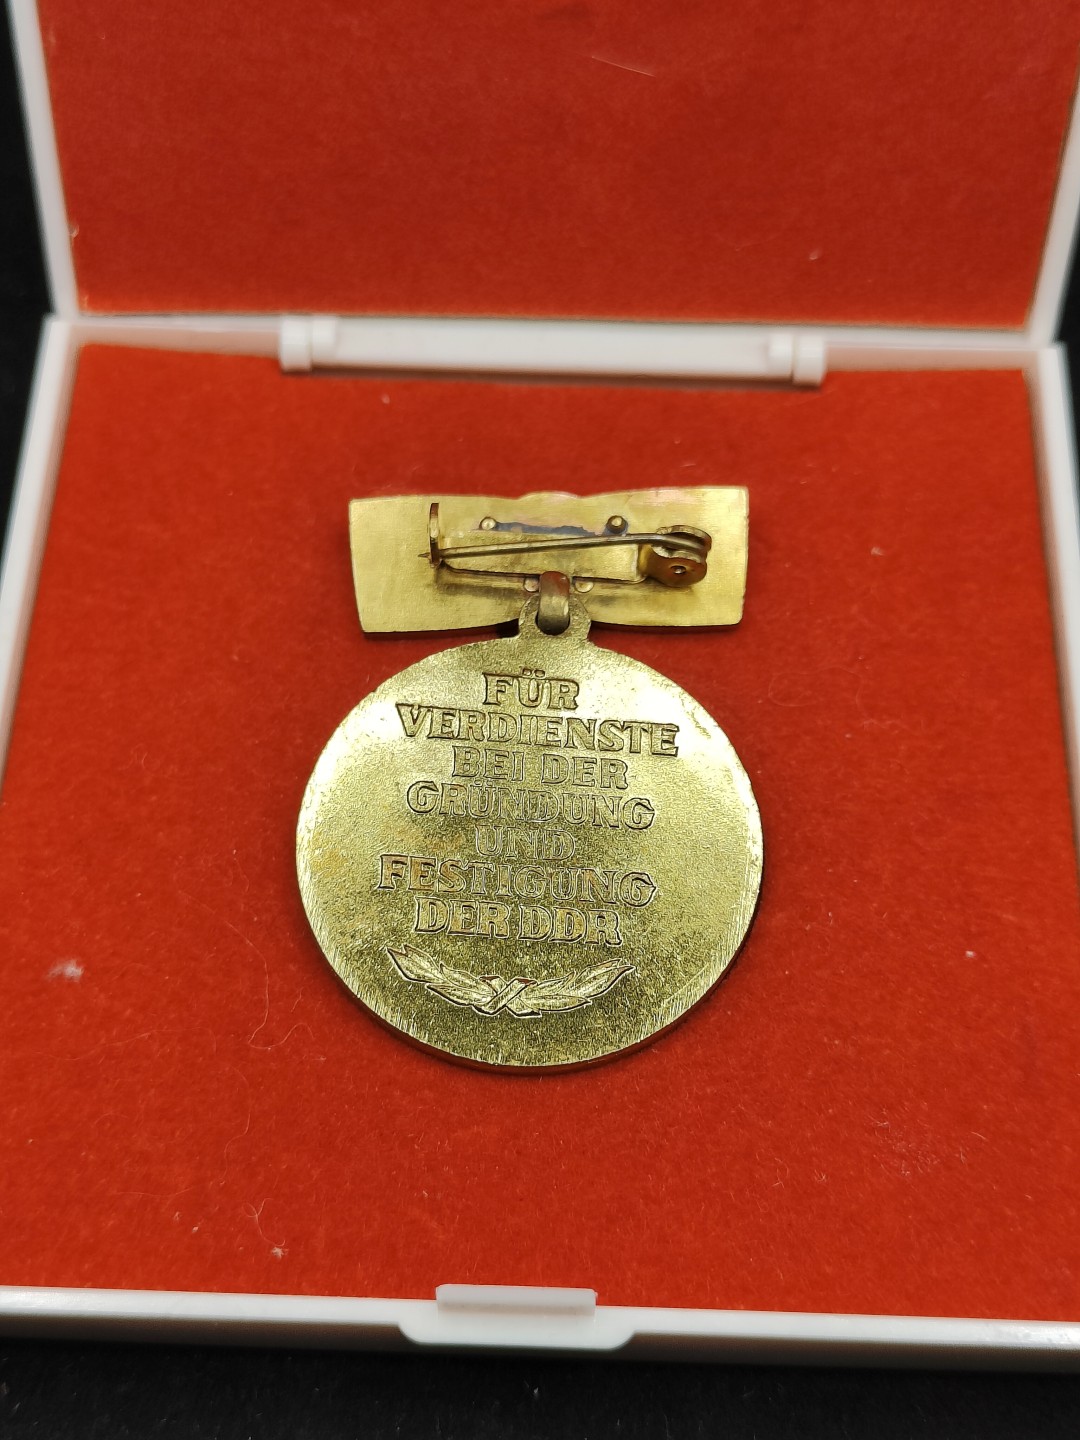 FÜR
VERDIENSTE
BEI DER
GRÜNDUNG
UND
FESTIGUNG
DER DDR